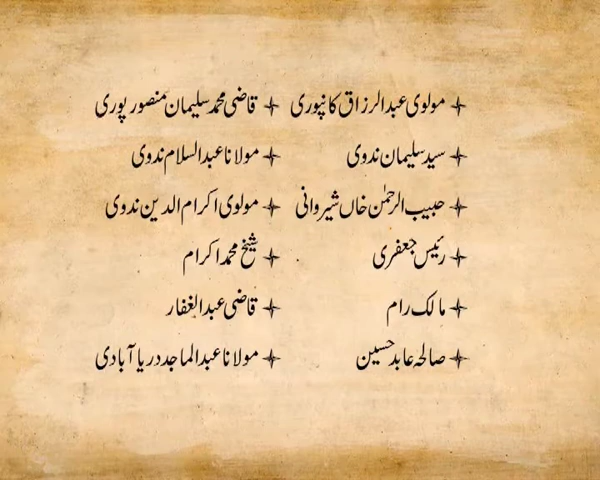 مولوی عبدالرزاق کانپوری قاضی محمد سلیمان منصور پوری
سید سلیمان ندوی مولانا عبدالسلام ندوی
حبیب الرحمٰن خاں شیروانی مولوی اکرام الدین ندوی
رئیس جعفری شیخ محمد اکرام
مالک رام قاضی عبدالغفار
صالحہ عابد حسین مولانا عبدالماجد دریا آبادی